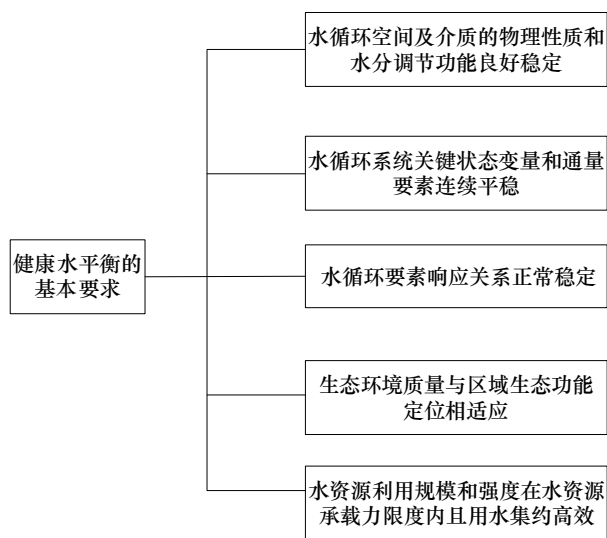 水循环空间及介质的物理性质和
水分调节功能良好稳定
水循环系统关键状态变量和通量
要素连续平稳
健康水平衡的
基本要求
水循环要素响应关系正常稳定
生态环境质量与区域生态功能
定位相适应
水资源利用规模和强度在水资源
承载力限度内且用水集约高效